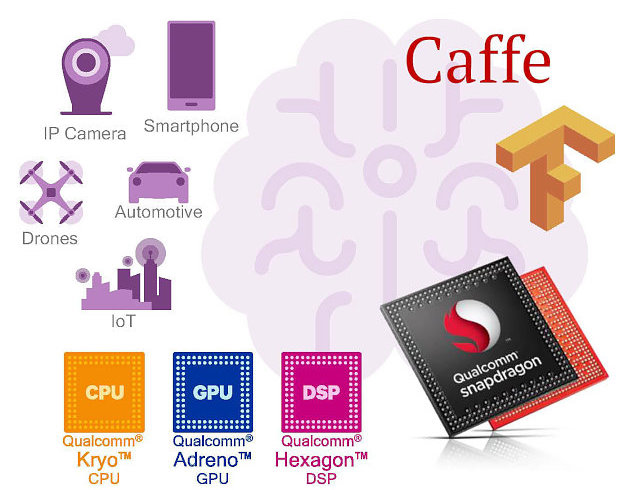 Caffe
IP Camera
Smartphone
Drones
Automotive
IoT
CPU
Qualcomm®
Kryo™
CPU
GPU
Qualcomm®
Adreno™
GPU
DSP
Qualcomm®
Hexagon™
DSP
Qualcomm
snapdragon